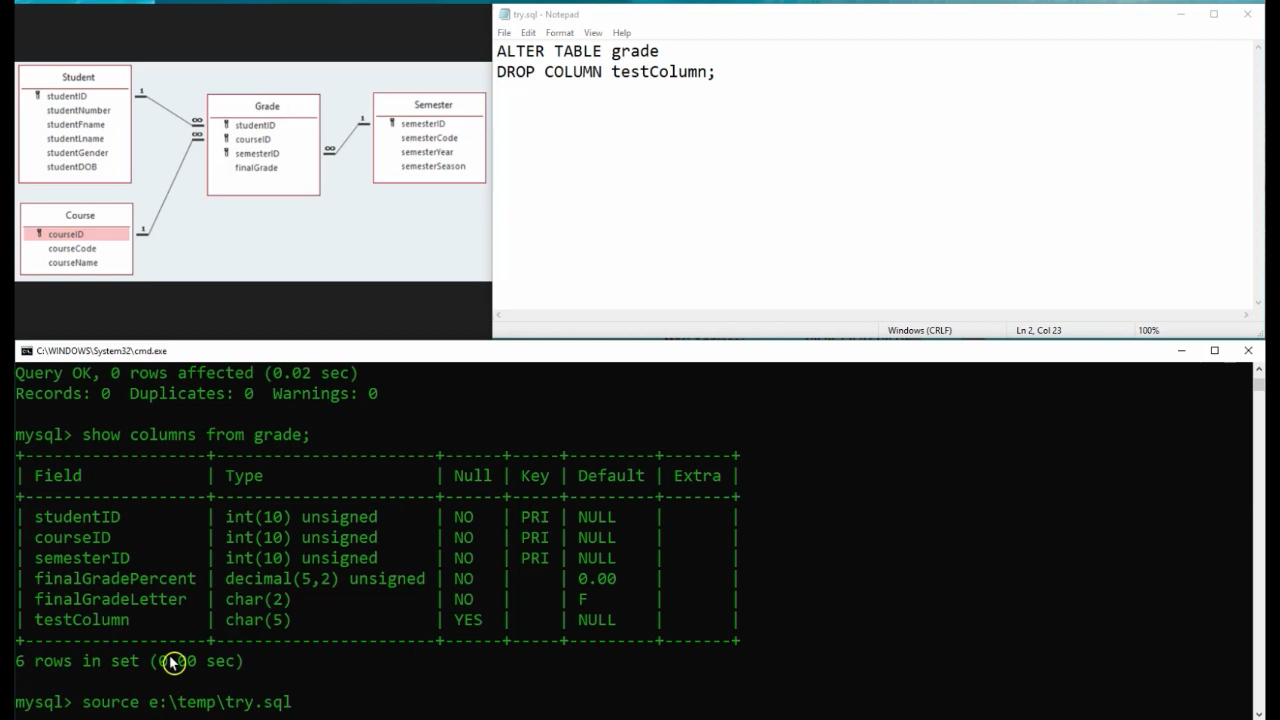 Student
studentID
studentNumber
studentFname
studentLname
studentGender
studentDOB
Course
courseID
courseCode
courseName
Grade
studentID
courseID
semesterID
finalGrade
Semester
semesterID
semesterCode
semesterYear
semesterSeason
1
∞
∞
1
1
∞
try.sql - Notepad
File Edit Format View Help
ALTER TABLE grade
DROP COLUMN testColumn;
Windows (CRLF) Ln 2, Col 23 100%
C:\WINDOWS\System32\cmd.exe
Query OK, 0 rows affected (0.02 sec)
Records: 0  Duplicates: 0  Warnings: 0
mysql> show columns from grade;
+-------------------+-----------------------+------+-----+---------+-------+
| Field             | Type                  | Null | Key | Default | Extra |
+-------------------+-----------------------+------+-----+---------+-------+
| studentID         | int(10) unsigned      | NO   | PRI | NULL    |       |
| courseID          | int(10) unsigned      | NO   | PRI | NULL    |       |
| semesterID        | int(10) unsigned      | NO   | PRI | NULL    |       |
| finalGradePercent | decimal(5,2) unsigned | NO   |     | 0.00    |       |
| finalGradeLetter  | char(2)               | NO   |     | F       |       |
| testColumn        | char(5)               | YES  |     | NULL    |       |
+-------------------+-----------------------+------+-----+---------+-------+
6 rows in set (0.00 sec)
mysql> source e:\temp\try.sql